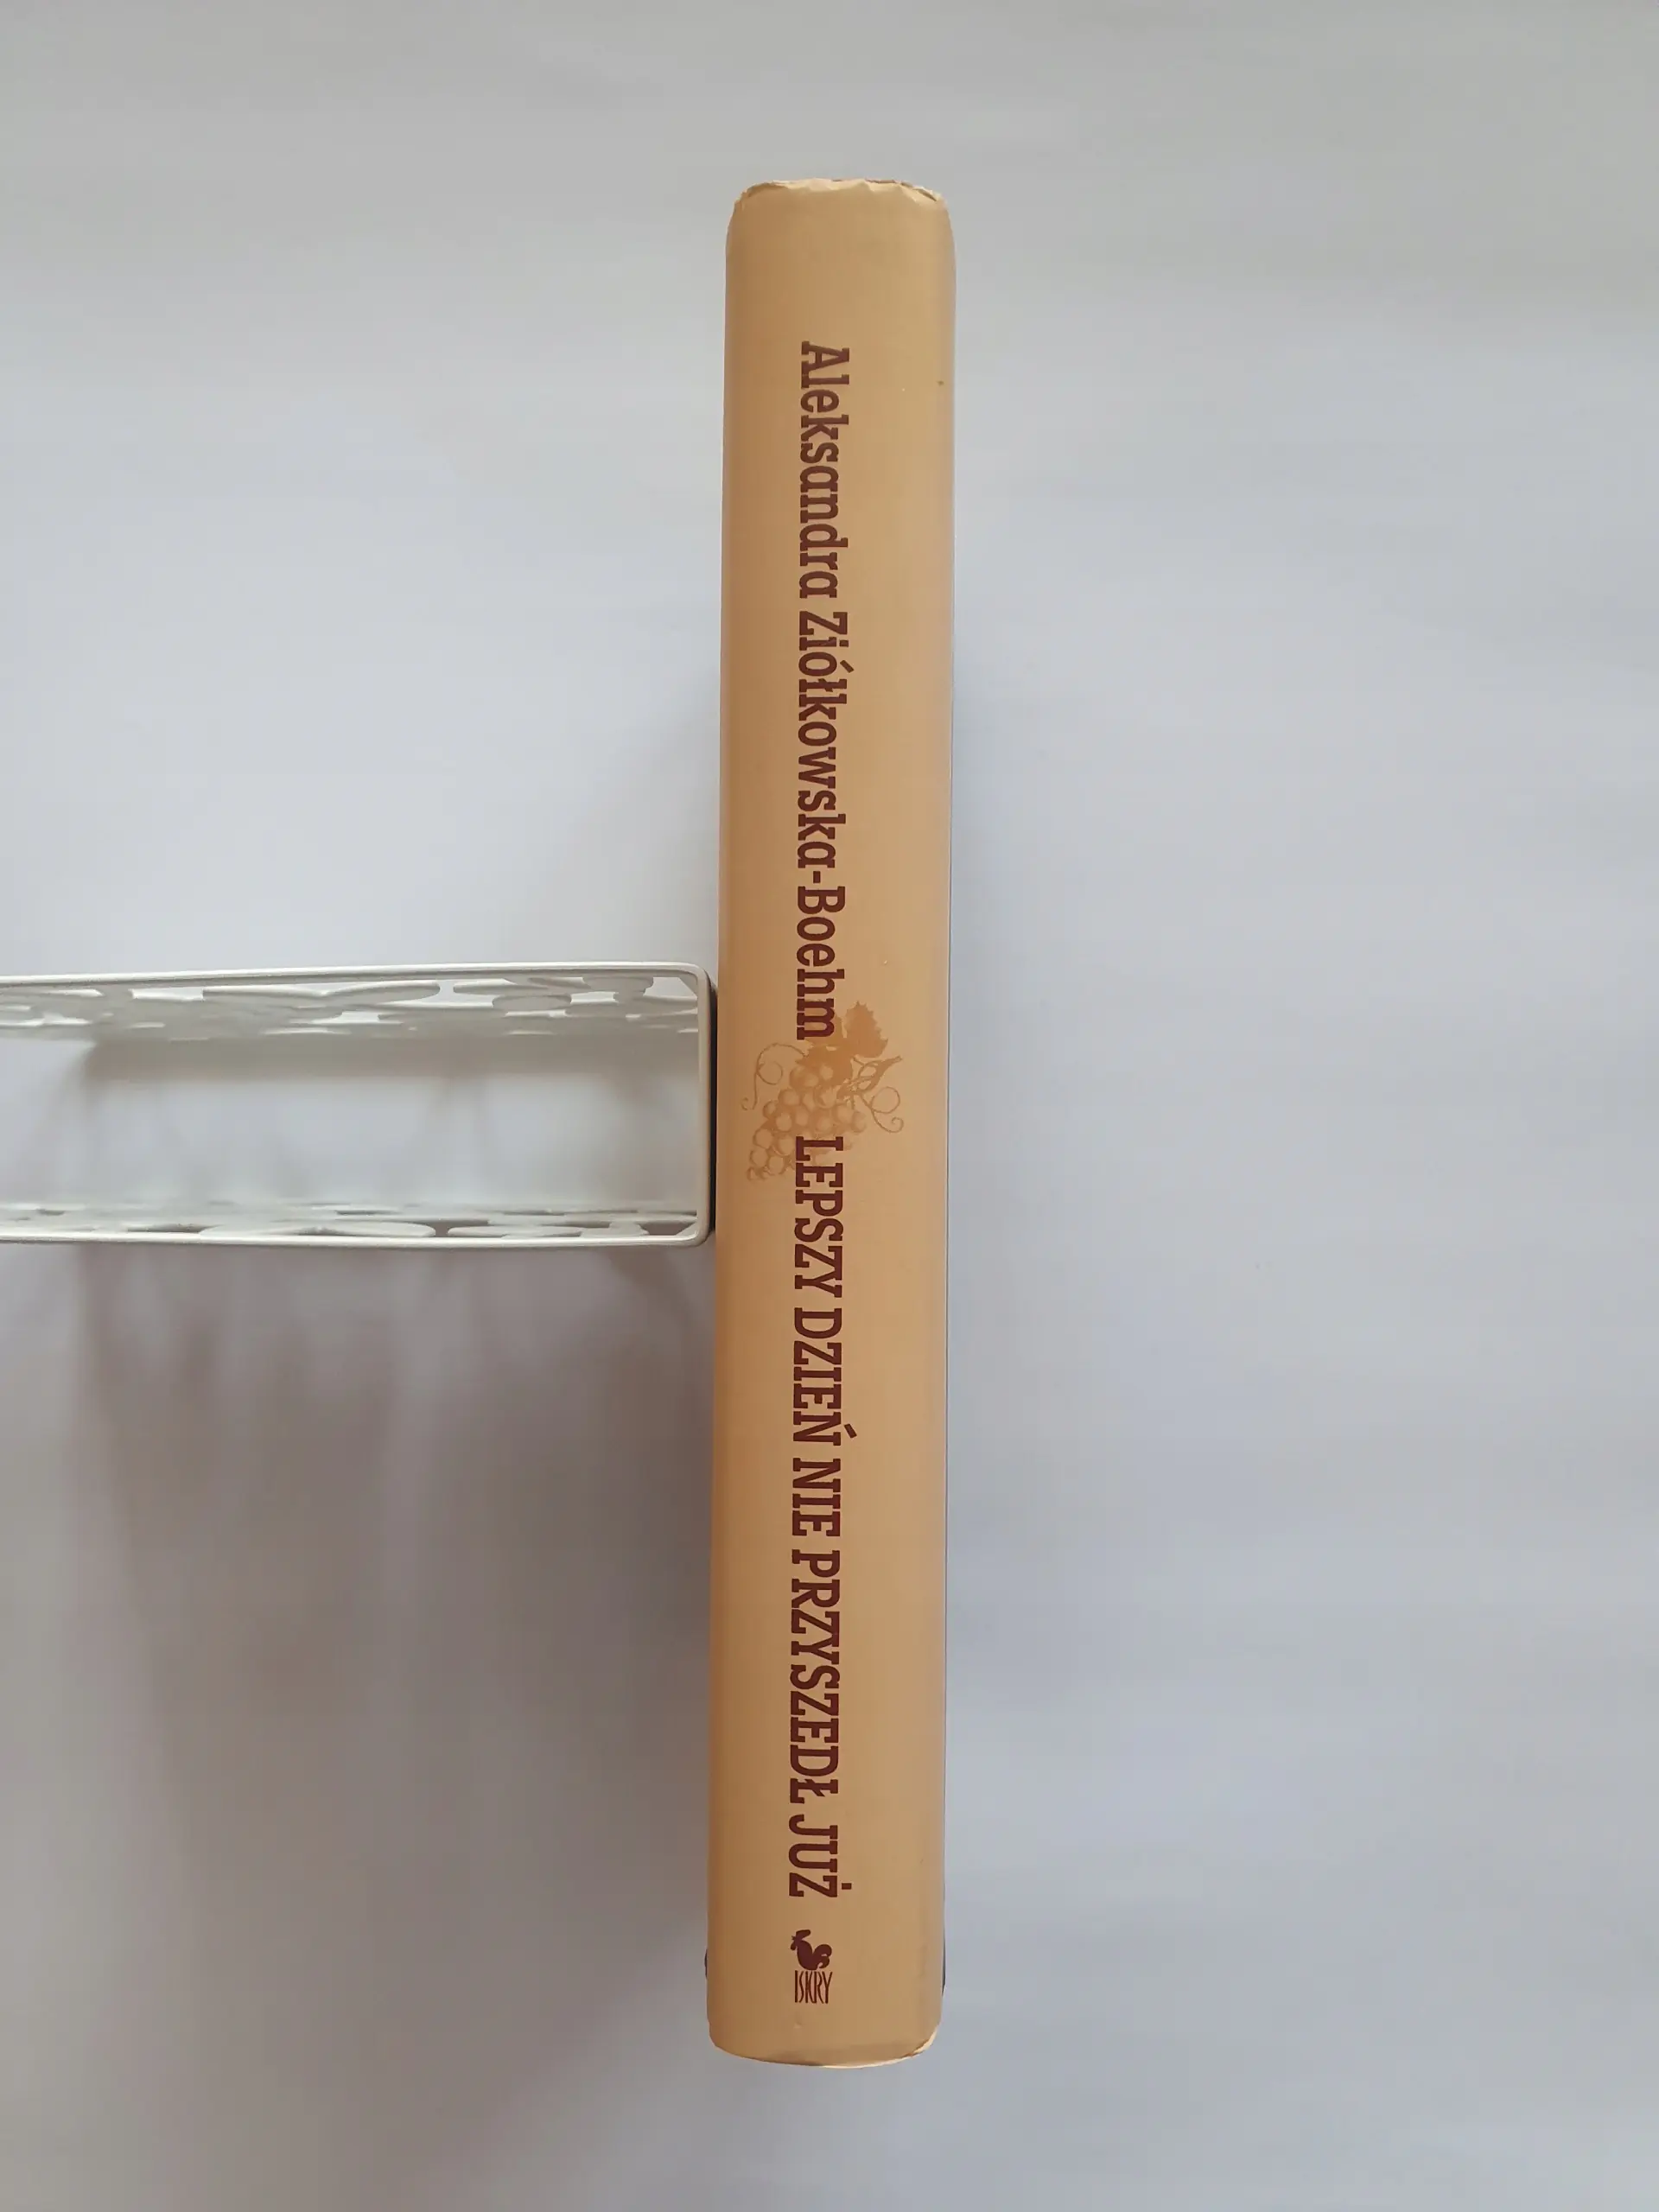 Aleksandra Ziółkowska-Boehm LEPSZY DZIEŃ NIE PRZYSZEDŁ JUŻ
ISKRY